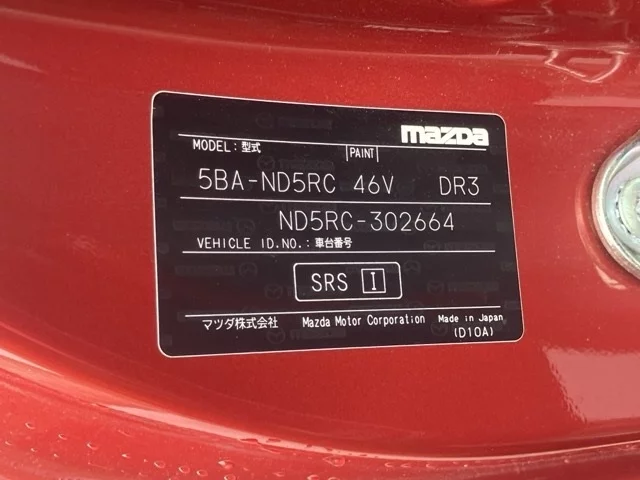 mazda
MODEL:型式 PAINT
5BA-ND5RC 46V DR3
ND5RC-302664
VEHICLE ID.NO.:車台番号
SRS I
マツダ株式会社 Mazda Motor Corporation Made in Japan
(D10A)